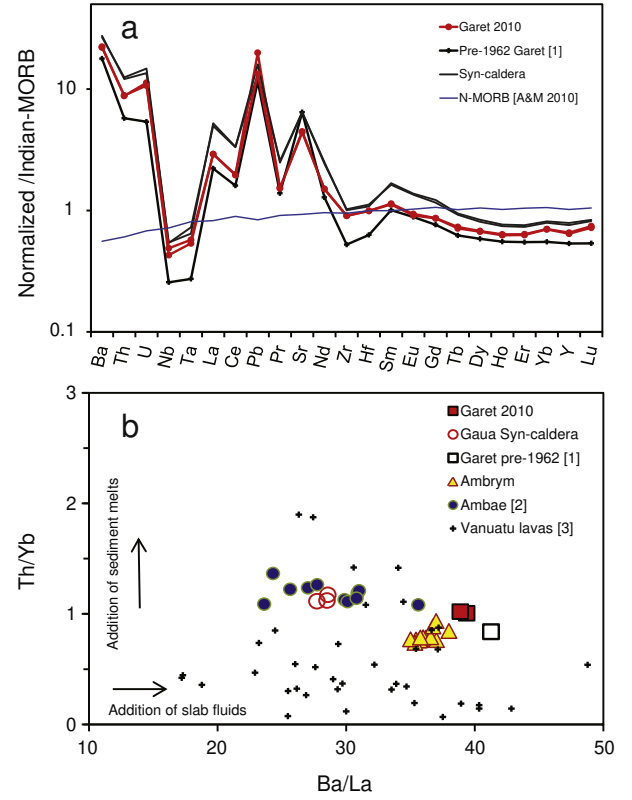 a
Garet 2010
Pre-1962 Garet [1]
Syn-caldera
N-MORB [A&M 2010]
Normalized /Indian-MORB
10
1
0.1
Ba Th U Nb Ta La Ce Pb Pr Sr Nd Zr Hf Sm Eu Gd Tb Dy Ho Er Yb Y Lu
b
Garet 2010
Gaua Syn-caldera
Garet pre-1962 [1]
Ambrym
Ambae [2]
Vanuatu lavas [3]
Th/Yb
3
2
1
0
Addition of sediment melts
Addition of slab fluids
10 20 30 40 50
Ba/La